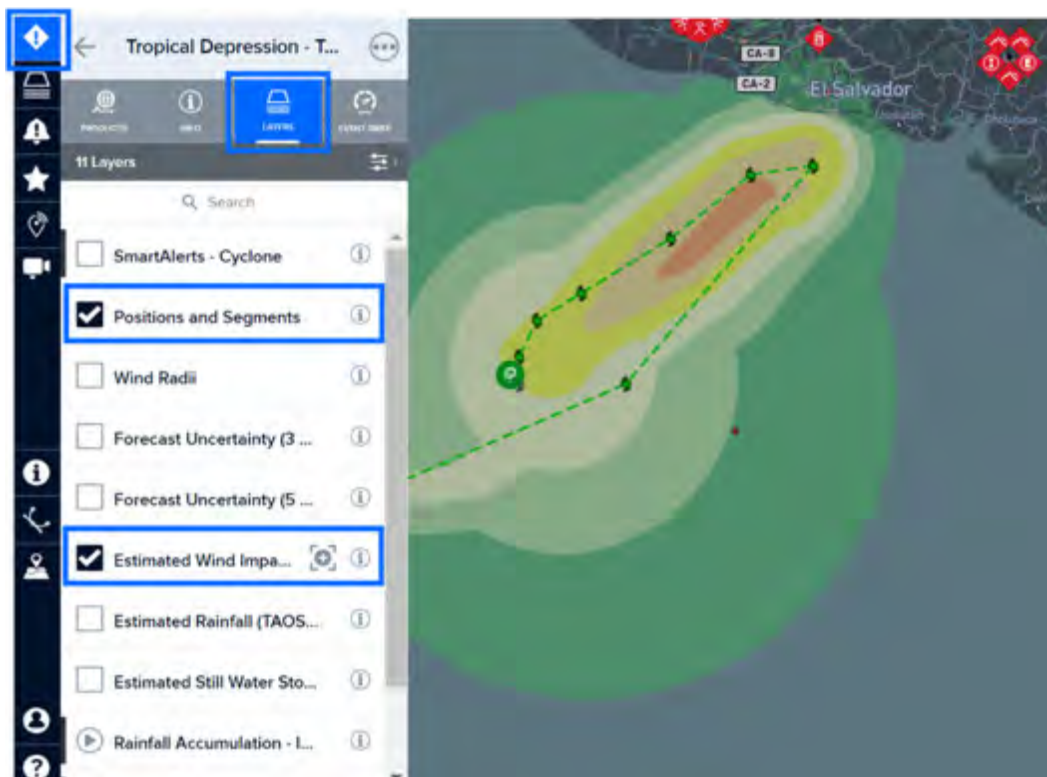 Tropical Depression - T...
PRODUCTS
INFO
LAYERS
11 Layers
Search
SmartAlerts - Cyclone
Positions and Segments
Wind Radii
Forecast Uncertainty (3 ...
Forecast Uncertainty (5 ...
Estimated Wind Impa...
Estimated Rainfall (TAOS...
Estimated Still Water Sto...
Rainfall Accumulation - I...
CA-8
CA-2
El Salvador